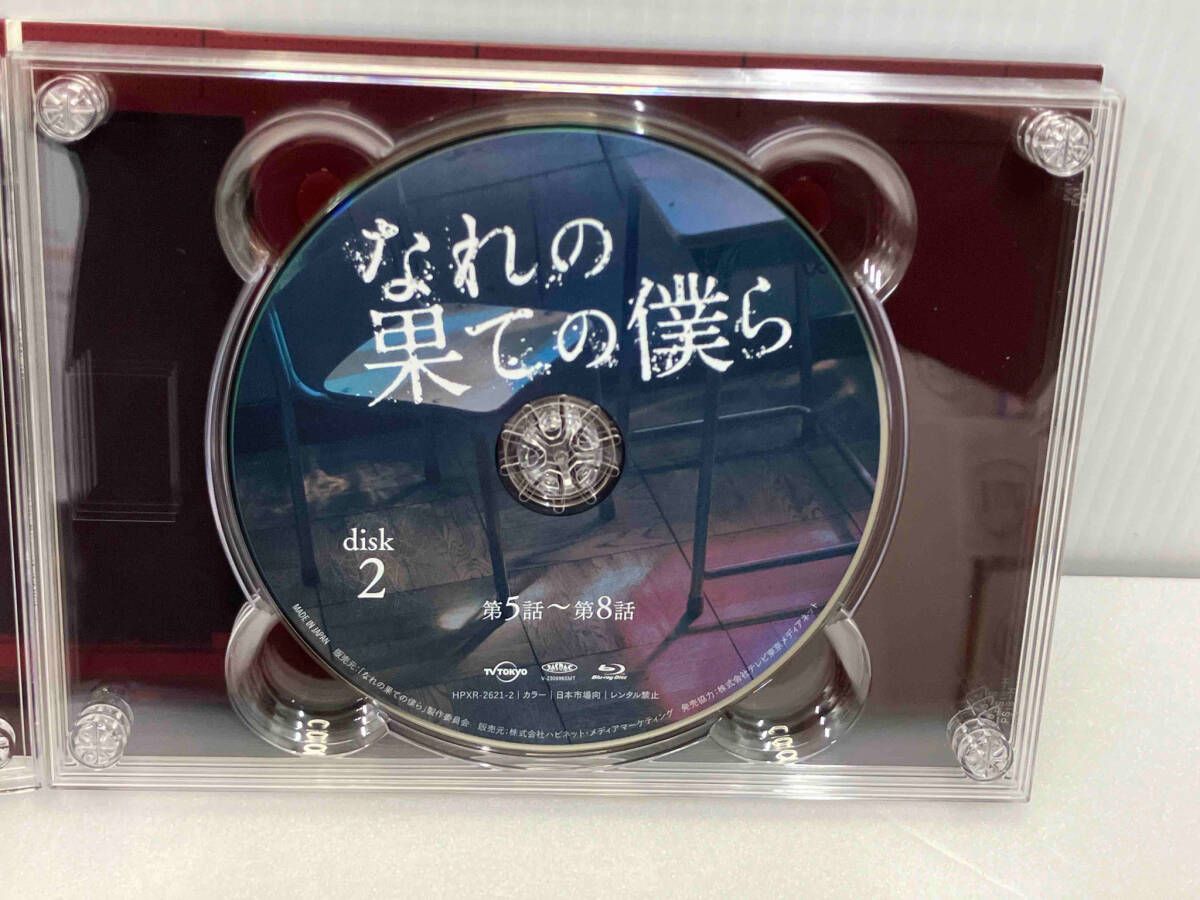 なれの
果ての僕ら
disk
2
第5話～第8話
MADE IN JAPAN
TV TOKYO
Blu-ray Disc
HPXR-2621-2 | カラー | 日本市場向 | レンタル禁止
販売元:「なれの果ての僕ら」製作委員会 販売元:株式会社ハピネット・メディアマーケティング 発売協力:株式会社テレビ東京メディアネット